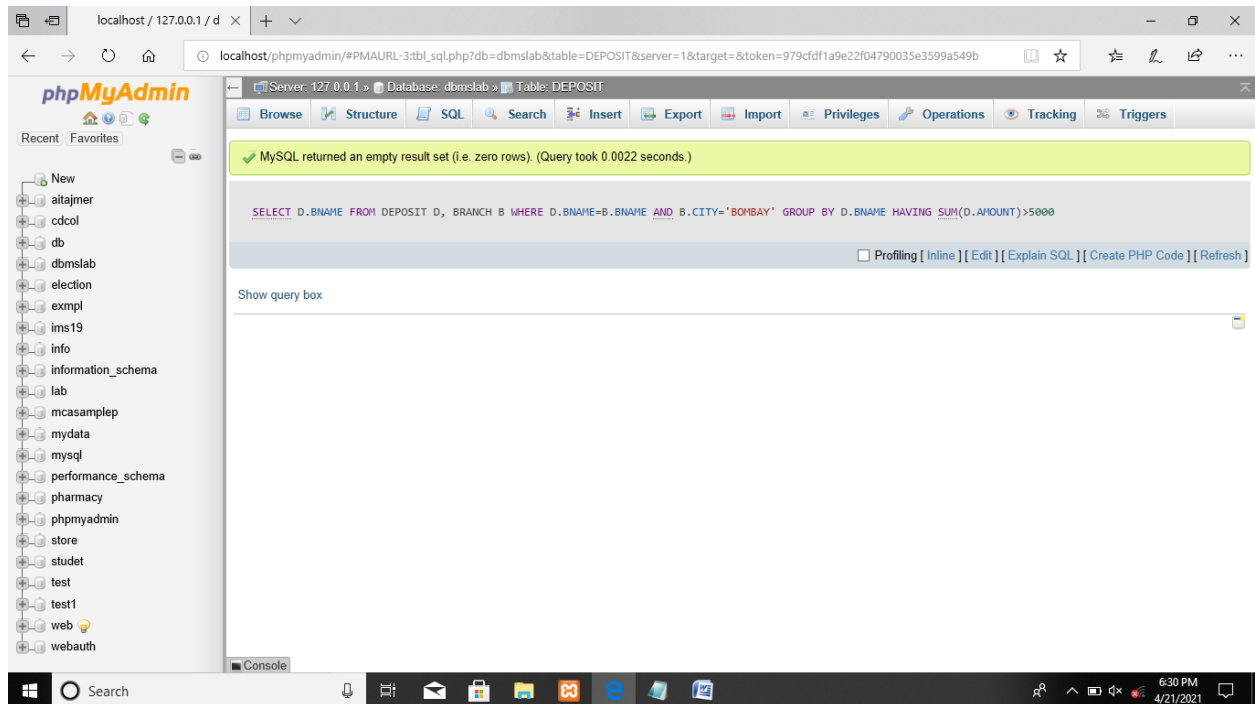 localhost / 127.0.0.1 / d
localhost/phpmyadmin/#PMAURL-3:tbl_sql.php?db=dbmslab&table=DEPOSIT&server=1&target=&token=979cfdf1a9e22f04790035e3599a549b
phpMyAdmin
Recent Favorites
New
aitajmer
cdcol
db
dbmslab
election
exmpl
ims19
info
information_schema
lab
mcasamplep
mydata
mysql
performance_schema
pharmacy
phpmyadmin
store
studet
test
test1
web
webauth
Server: 127.0.0.1 » Database: dbmslab » Table: DEPOSIT
Browse Structure SQL Search Insert Export Import Privileges Operations Tracking Triggers
MySQL returned an empty result set (i.e. zero rows). (Query took 0.0022 seconds.)
SELECT D.BNAME FROM DEPOSIT D, BRANCH B WHERE D.BNAME=B.BNAME AND B.CITY='BOMBAY' GROUP BY D.BNAME HAVING SUM(D.AMOUNT)>5000
Profiling [ Inline ] [ Edit ] [ Explain SQL ] [ Create PHP Code ] [ Refresh ]
Show query box
Console
Search
6:30 PM
4/21/2021